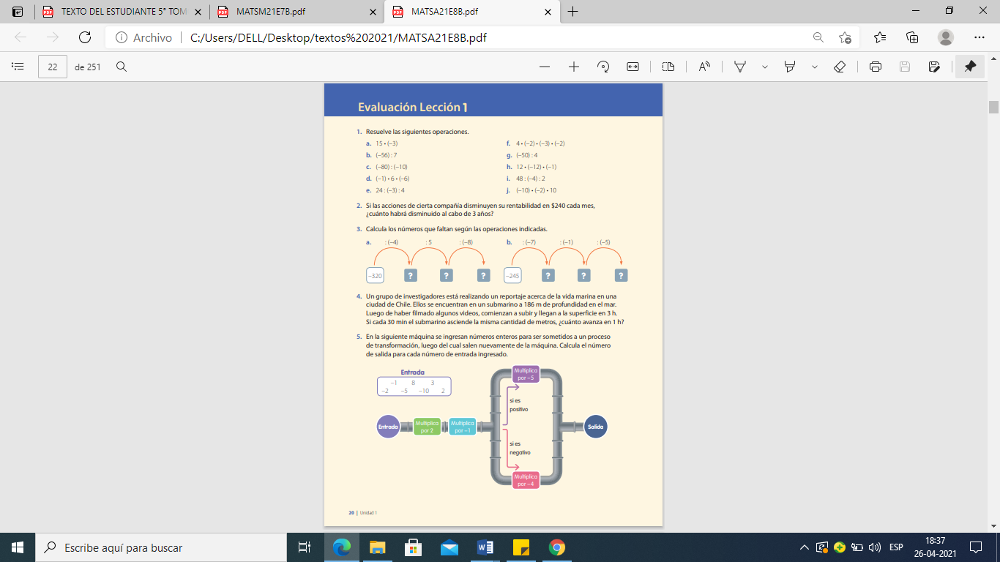 TEXTO DEL ESTUDIANTE 5° TOM
MATSM21E7B.pdf
MATSA21E8B.pdf
Archivo
C:/Users/DELL/Desktop/textos%202021/MATSA21E8B.pdf
22 de 251
Evaluación Lección 1
1. Resuelve las siguientes operaciones.
a. 15 • (–3)
f. 4 • (–2) • (–3) • (–2)
b. (–56) : 7
g. (–50) : 4
c. (–80) : (–10)
h. 12 • (–12) • (–1)
d. (–1) • 6 • (–6)
i. 48 : (–4) : 2
e. 24 : (–3) : 4
j. (–10) • (–2) • 10
2. Si las acciones de cierta compañía disminuyen su rentabilidad en $240 cada mes,
¿cuánto habrá disminuido al cabo de 3 años?
3. Calcula los números que faltan según las operaciones indicadas.
a. : (–4) : 5 : (–8)
b. : (–7) : (–1) : (–5)
–320 ? ? ?
–245 ? ? ?
4. Un grupo de investigadores está realizando un reportaje acerca de la vida marina en una
ciudad de Chile. Ellos se encuentran en un submarino a 186 m de profundidad en el mar.
Luego de haber filmado algunos videos, comienzan a subir y llegan a la superficie en 3 h.
Si cada 30 min el submarino asciende la misma cantidad de metros, ¿cuánto avanza en 1 h?
5. En la siguiente máquina se ingresan números enteros para ser sometidos a un proceso
de transformación, luego del cual salen nuevamente de la máquina. Calcula el número
de salida para cada número de entrada ingresado.
Entrada
–1 8 3
–2 –5 –10 2
Multiplica
por –5
si es
positivo
Entrada
Multiplica
por 2
Multiplica
por –1
Salida
si es
negativo
Multiplica
por –4
20 | Unidad 1
Escribe aquí para buscar
ESP
18:37
26-04-2021